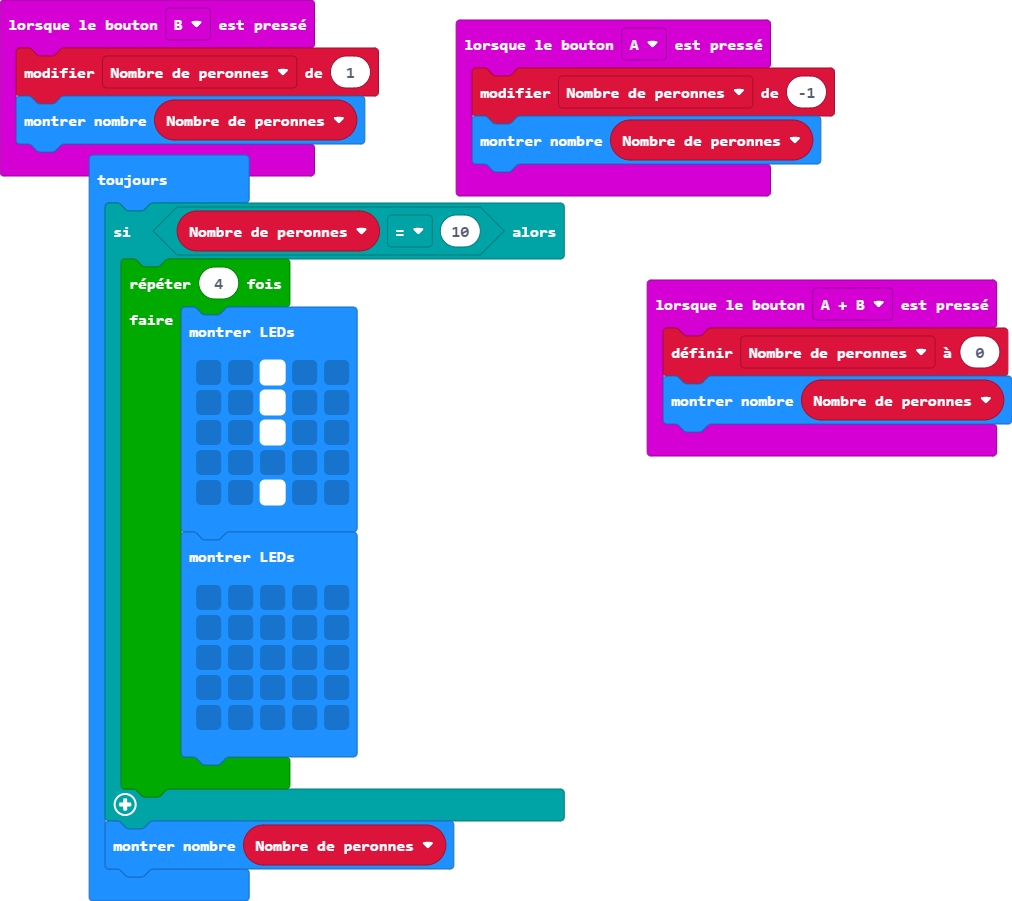 lorsque le bouton B est pressé
modifier Nombre de peronnes de 1
montrer nombre Nombre de peronnes
lorsque le bouton A est pressé
modifier Nombre de peronnes de -1
montrer nombre Nombre de peronnes
toujours
si Nombre de peronnes = 10 alors
répéter 4 fois
faire
montrer LEDs
montrer LEDs
montrer nombre Nombre de peronnes
lorsque le bouton A + B est pressé
définir Nombre de peronnes à 0
montrer nombre Nombre de peronnes